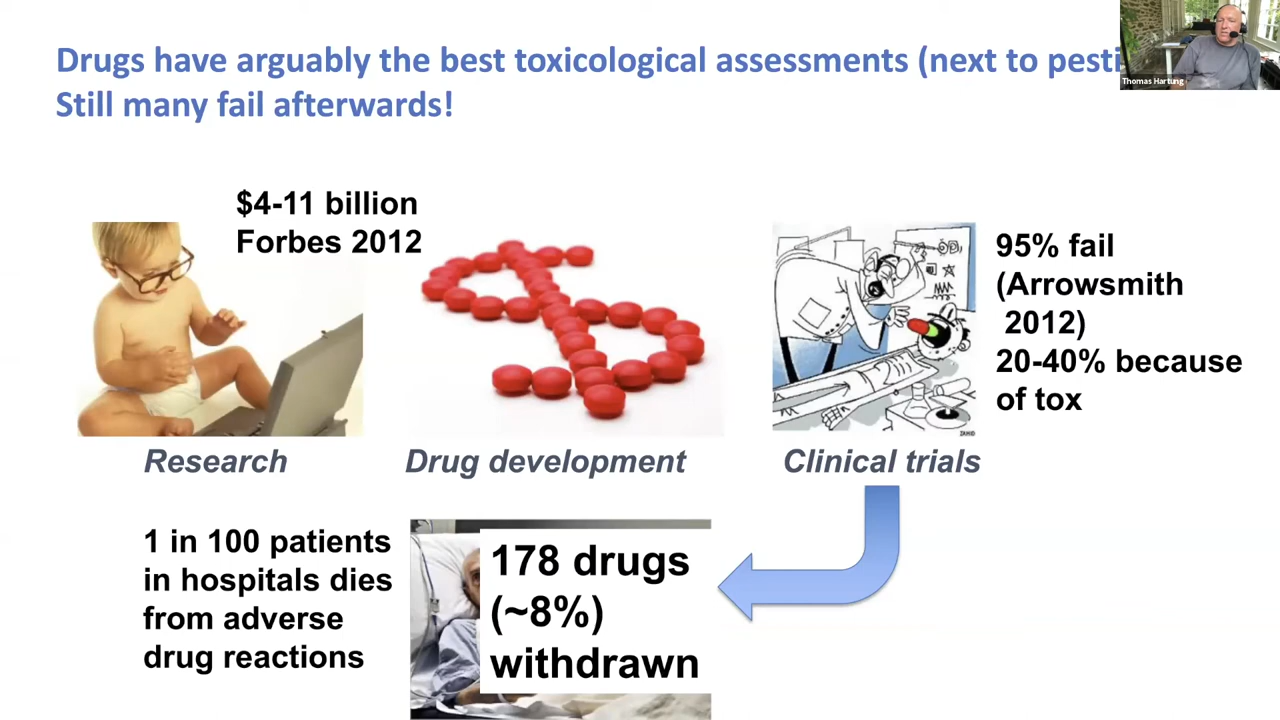 Drugs have arguably the best toxicological assessments (next to pesti
Still many fail afterwards!
Thomas Hartung
$4-11 billion
Forbes 2012
95% fail
(Arrowsmith
2012)
20-40% because
of tox
Research
Drug development
Clinical trials
1 in 100 patients
in hospitals dies
from adverse
drug reactions
178 drugs
(~8%)
withdrawn